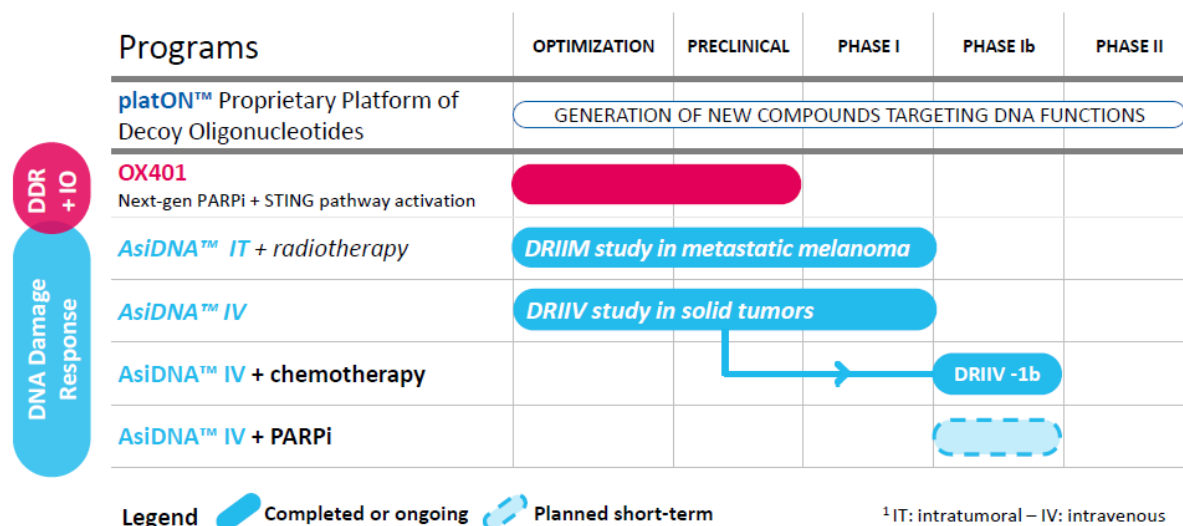 Programs
OPTIMIZATION
PRECLINICAL
PHASE I
PHASE Ib
PHASE II
platON™ Proprietary Platform of
Decoy Oligonucleotides
GENERATION OF NEW COMPOUNDS TARGETING DNA FUNCTIONS
DDR
+ IO
OX401
Next-gen PARPi + STING pathway activation
DNA Damage
Response
AsiDNA™ IT + radiotherapy
DRIIM study in metastatic melanoma
AsiDNA™ IV
DRIIV study in solid tumors
AsiDNA™ IV + chemotherapy
DRIIV -1b
AsiDNA™ IV + PARPi
Legend
Completed or ongoing
Planned short-term
¹ IT: intratumoral – IV: intravenous